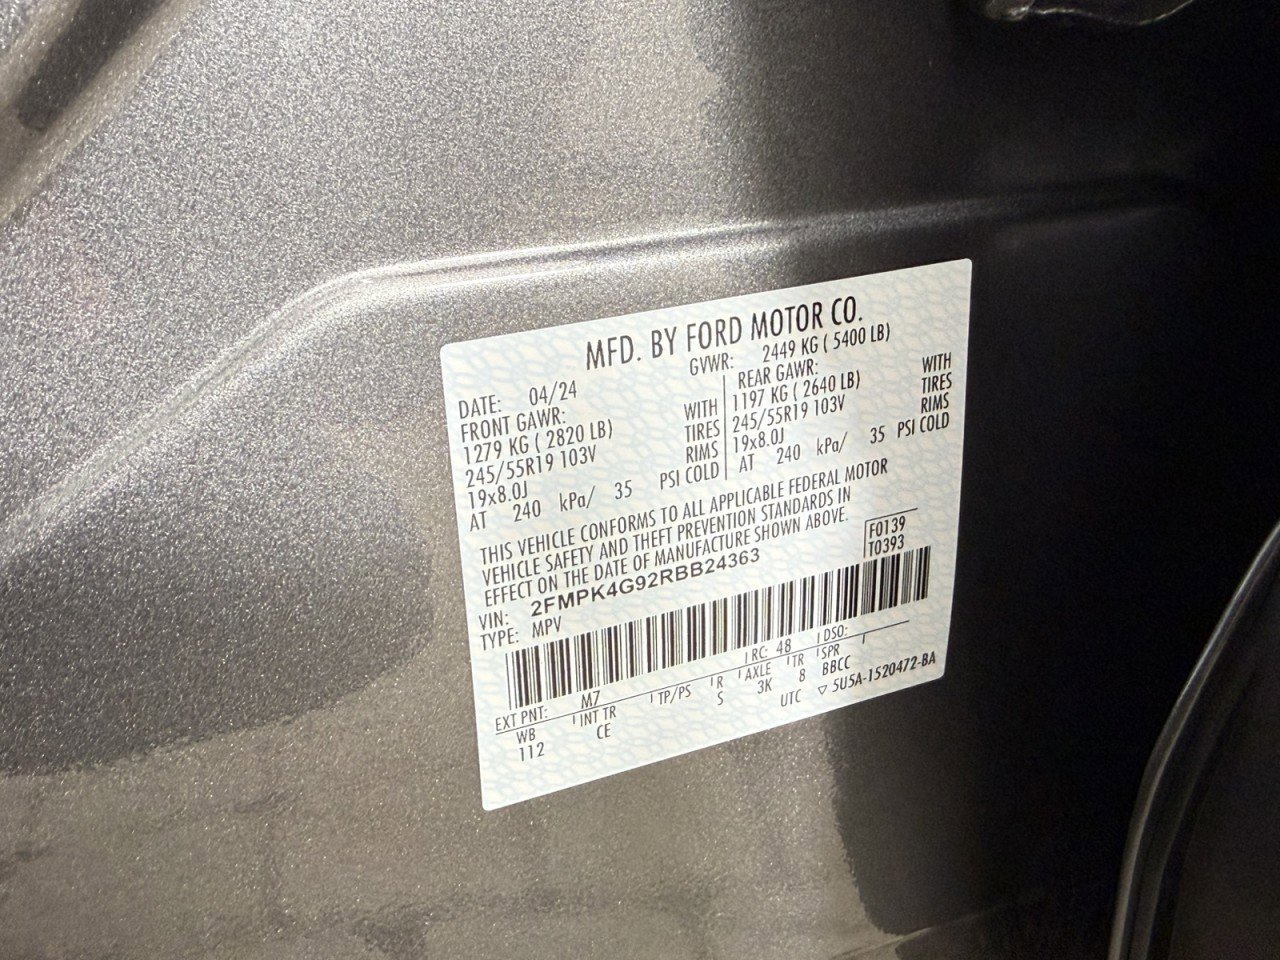 MFD. BY FORD MOTOR CO.
DATE: 04/24 GVWR: 2449 KG ( 5400 LB)
FRONT GAWR: WITH REAR GAWR: WITH
1279 KG ( 2820 LB) TIRES 1197 KG ( 2640 LB) TIRES
245/55R19 103V RIMS 245/55R19 103V RIMS
19x8.0J PSI COLD 19x8.0J PSI COLD
AT 240 kPa/ 35 AT 240 kPa/ 35
THIS VEHICLE CONFORMS TO ALL APPLICABLE FEDERAL MOTOR
VEHICLE SAFETY AND THEFT PREVENTION STANDARDS IN
EFFECT ON THE DATE OF MANUFACTURE SHOWN ABOVE.
VIN: 2FMPK4G92RBB24363 F0139
TYPE: MPV T0393
EXT PNT: M7 RC: 48 DSO:
WB INT TR TP/PS R AXLE TR SPR
112 CE S 3K 8 BBCC
UTC ▽ 5U5A-1520472-BA